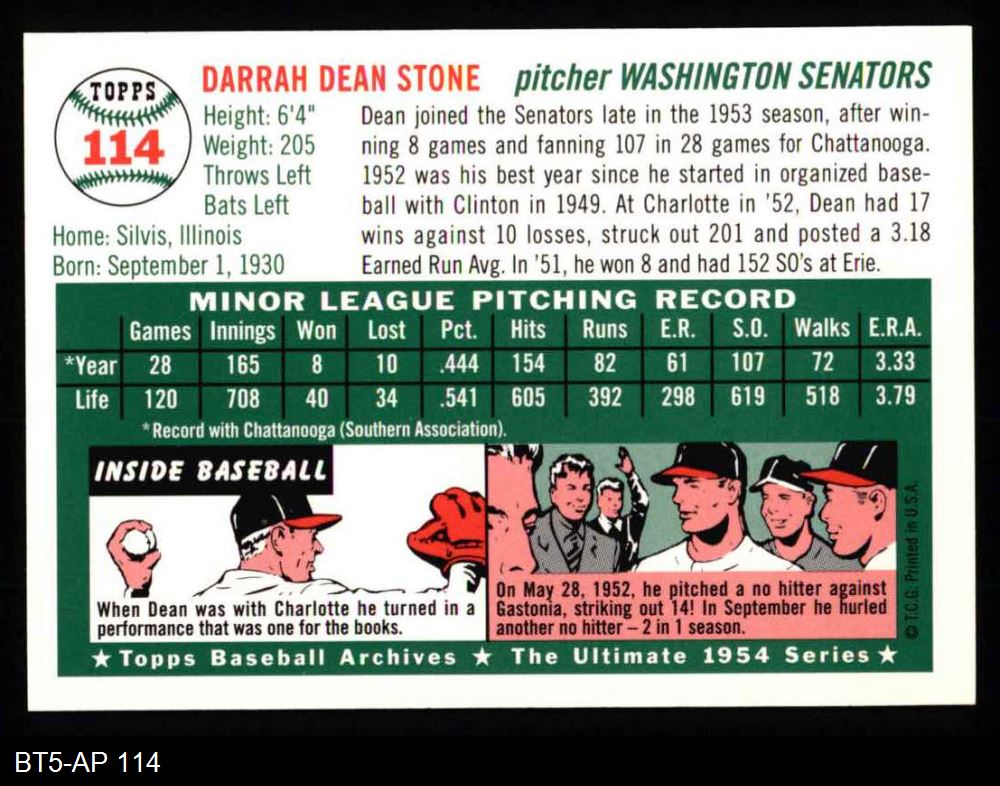 TOPPS
114
DARRAH DEAN STONE pitcher WASHINGTON SENATORS
Height: 6'4"
Weight: 205
Throws Left
Bats Left
Home: Silvis, Illinois
Born: September 1, 1930
Dean joined the Senators late in the 1953 season, after win-
ning 8 games and fanning 107 in 28 games for Chattanooga.
1952 was his best year since he started in organized base-
ball with Clinton in 1949. At Charlotte in '52, Dean had 17
wins against 10 losses, struck out 201 and posted a 3.18
Earned Run Avg. In '51, he won 8 and had 152 SO's at Erie.
MINOR LEAGUE PITCHING RECORD
Games Innings Won Lost Pct. Hits Runs E.R. S.O. Walks E.R.A.
*Year 28 165 8 10 .444 154 82 61 107 72 3.33
Life 120 708 40 34 .541 605 392 298 619 518 3.79
*Record with Chattanooga (Southern Association).
INSIDE BASEBALL
When Dean was with Charlotte he turned in a
performance that was one for the books.
On May 28, 1952, he pitched a no hitter against
Gastonia, striking out 14! In September he hurled
another no hitter – 2 in 1 season.
© T.C.G. Printed in U.S.A.
★ Topps Baseball Archives ★ The Ultimate 1954 Series ★
BT5-AP 114